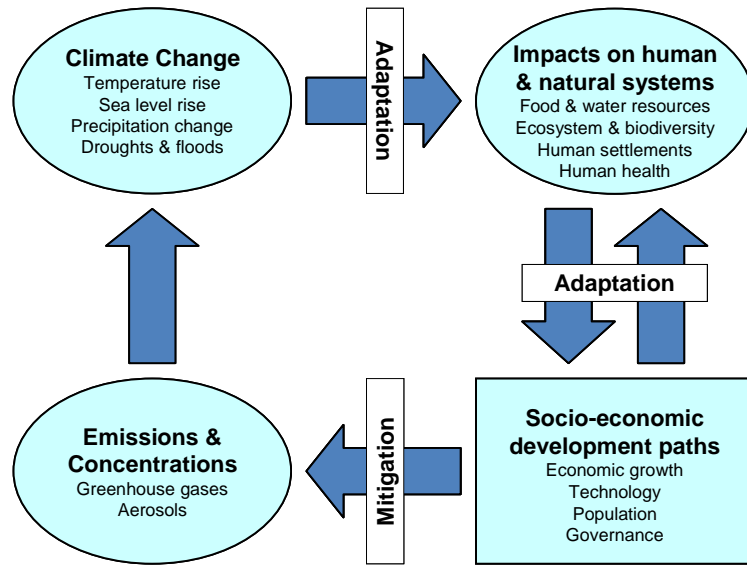 Climate Change
Temperature rise
Sea level rise
Precipitation change
Droughts & floods
Adaptation
Impacts on human
& natural systems
Food & water resources
Ecosystem & biodiversity
Human settlements
Human health
Adaptation
Emissions &
Concentrations
Greenhouse gases
Aerosols
Mitigation
Socio-economic
development paths
Economic growth
Technology
Population
Governance